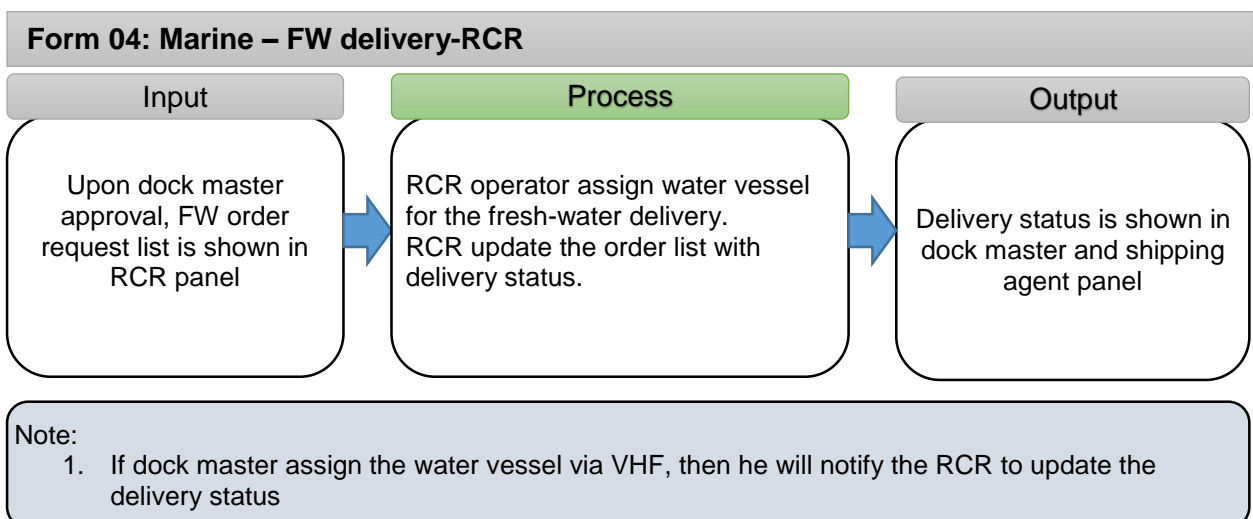 Form 04: Marine – FW delivery-RCR
Input
Process
Output
Upon dock master
approval, FW order
request list is shown in
RCR panel
RCR operator assign water vessel
for the fresh-water delivery.
RCR update the order list with
delivery status.
Delivery status is shown in
dock master and shipping
agent panel
Note:
1. If dock master assign the water vessel via VHF, then he will notify the RCR to update the
delivery status